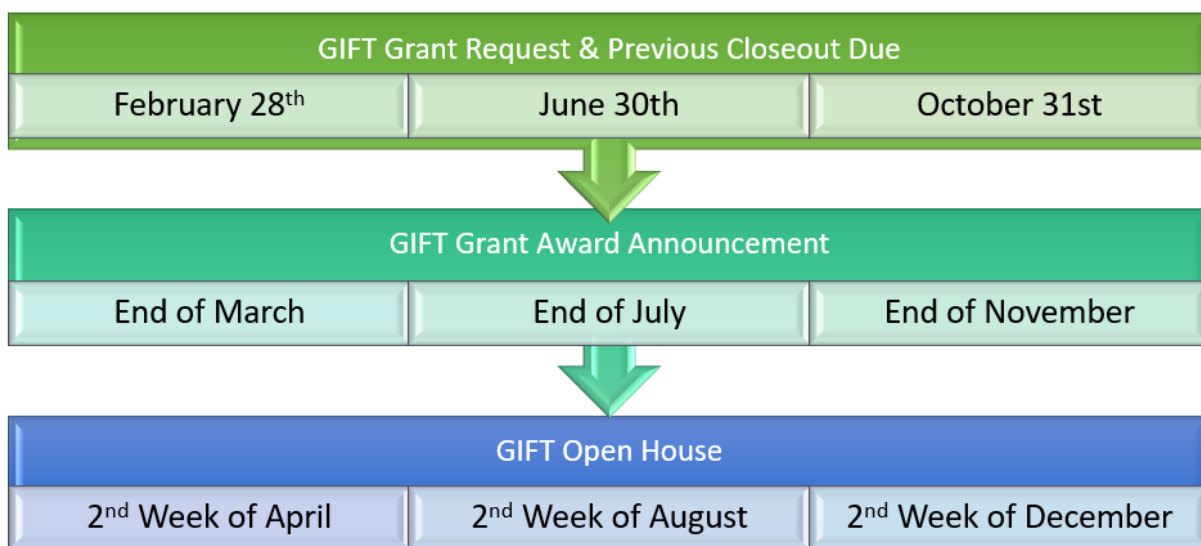 GIFT Grant Request & Previous Closeout Due
February 28th June 30th October 31st
GIFT Grant Award Announcement
End of March End of July End of November
GIFT Open House
2nd Week of April 2nd Week of August 2nd Week of December